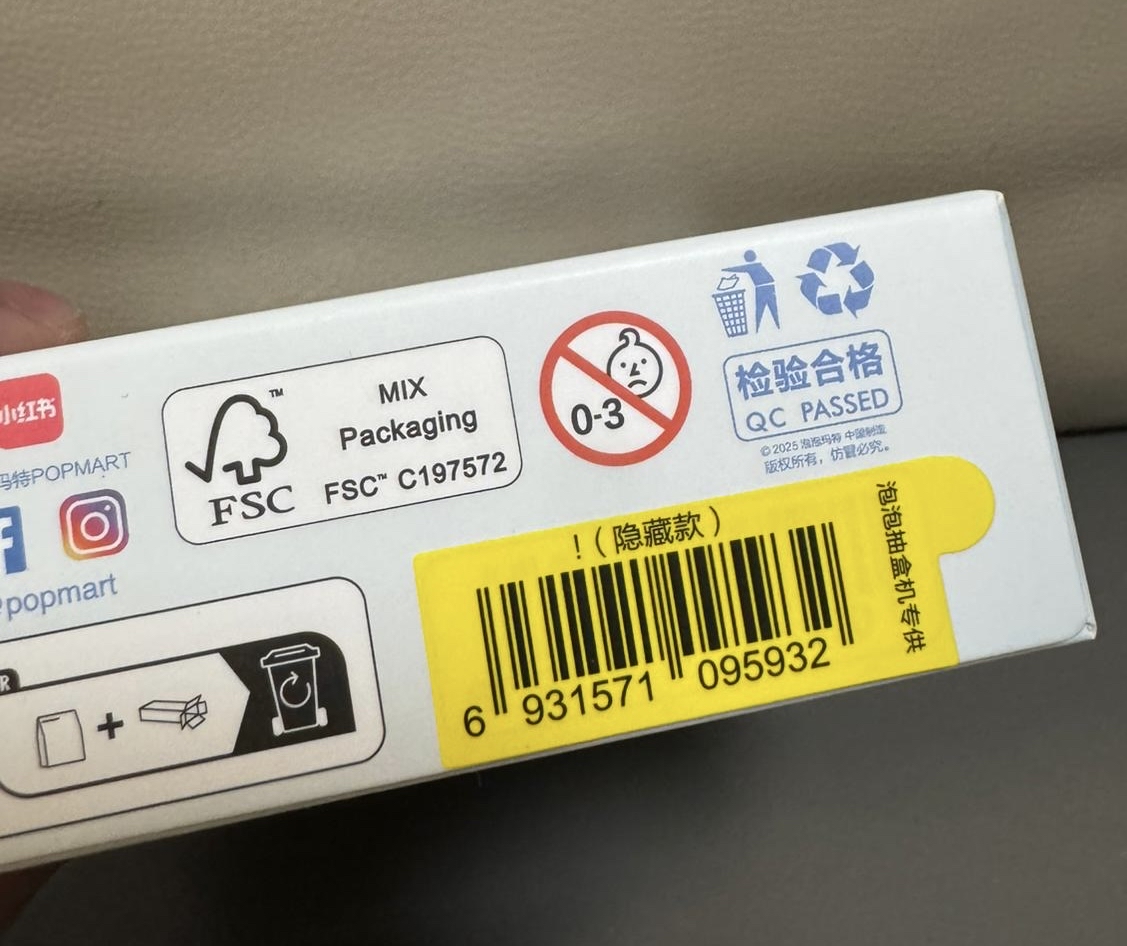 小红书
玛特POPMART
popmart
FSC
™
MIX
Packaging
FSC™ C197572
0-3
检验合格
QC PASSED
©2025 泡泡玛特 中国制造
版权所有，仿冒必究。
！（隐藏款）
6 931571 095932
泡泡抽盒机专供
R